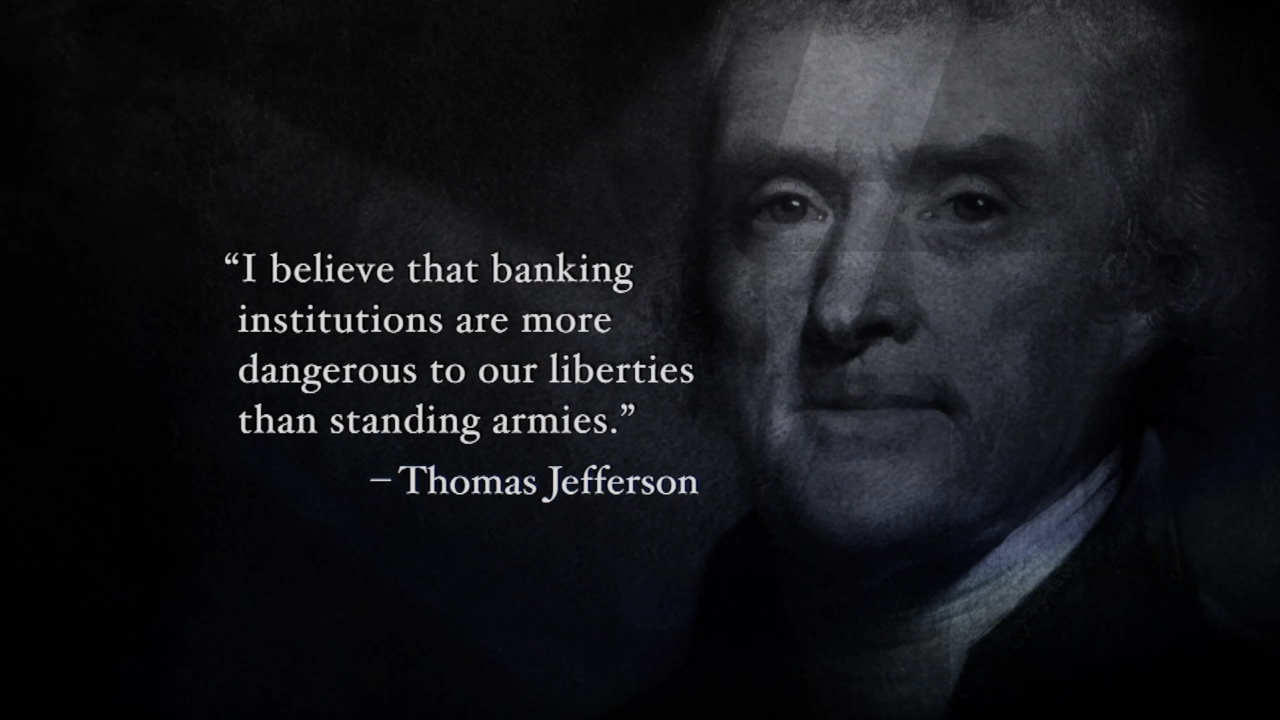 “I believe that banking
institutions are more
dangerous to our liberties
than standing armies.”
– Thomas Jefferson